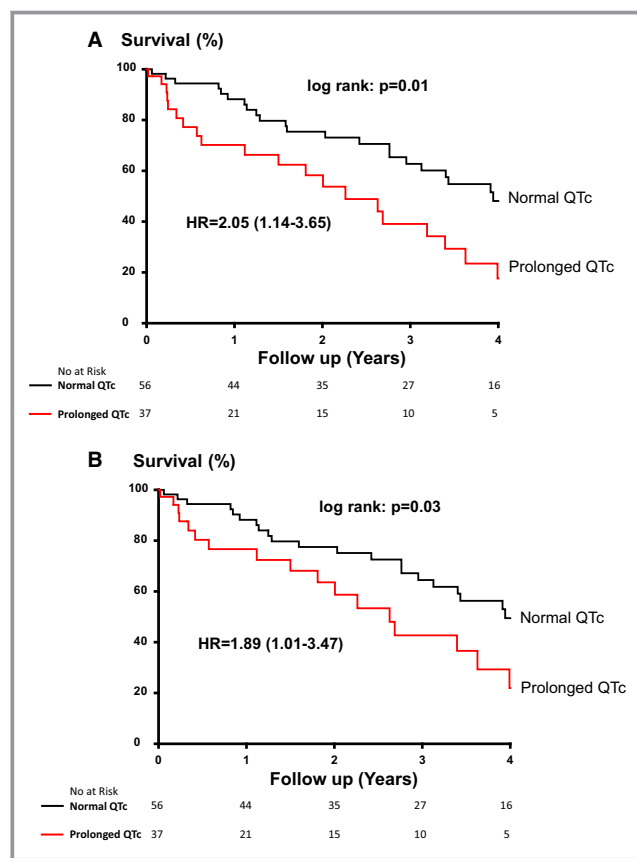 A Survival (%)
100
log rank: p=0.01
80
60
Normal QTc
40
HR=2.05 (1.14-3.65)
Prolonged QTc
20
0
0 1 2 3 4
Follow up (Years)
No at Risk
Normal QTc 56 44 35 27 16
Prolonged QTc 37 21 15 10 5
B Survival (%)
100
log rank: p=0.03
80
60
Normal QTc
40
HR=1.89 (1.01-3.47)
Prolonged QTc
20
0
0 1 2 3 4
Follow up (Years)
No at Risk
Normal QTc 56 44 35 27 16
Prolonged QTc 37 21 15 10 5